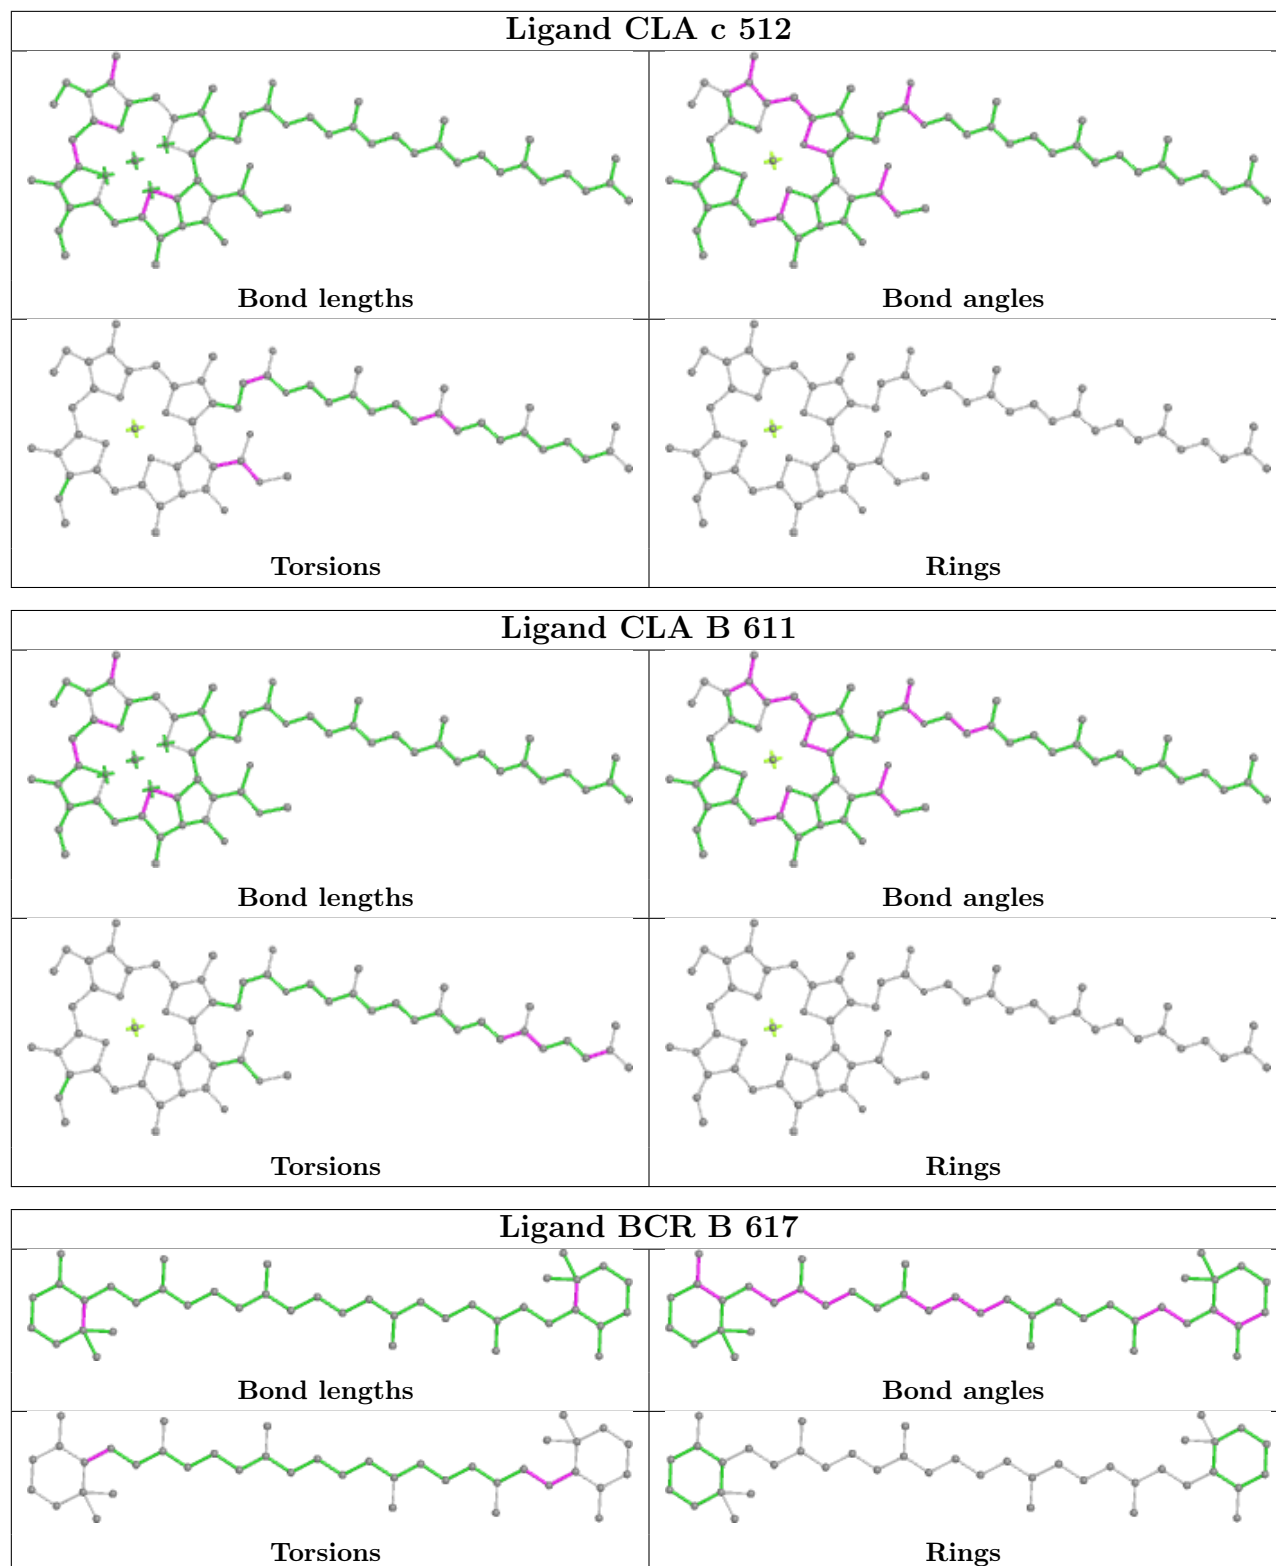 Ligand CLA c 512
Bond lengths
Bond angles
Torsions
Rings
Ligand CLA B 611
Bond lengths
Bond angles
Torsions
Rings
Ligand BCR B 617
Bond lengths
Bond angles
Torsions
Rings